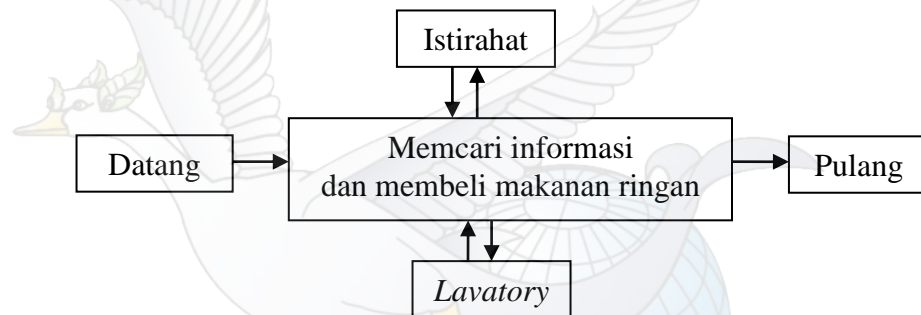 Istirahat
Datang
Memcari informasi
dan membeli makanan ringan
Pulang
Lavatory